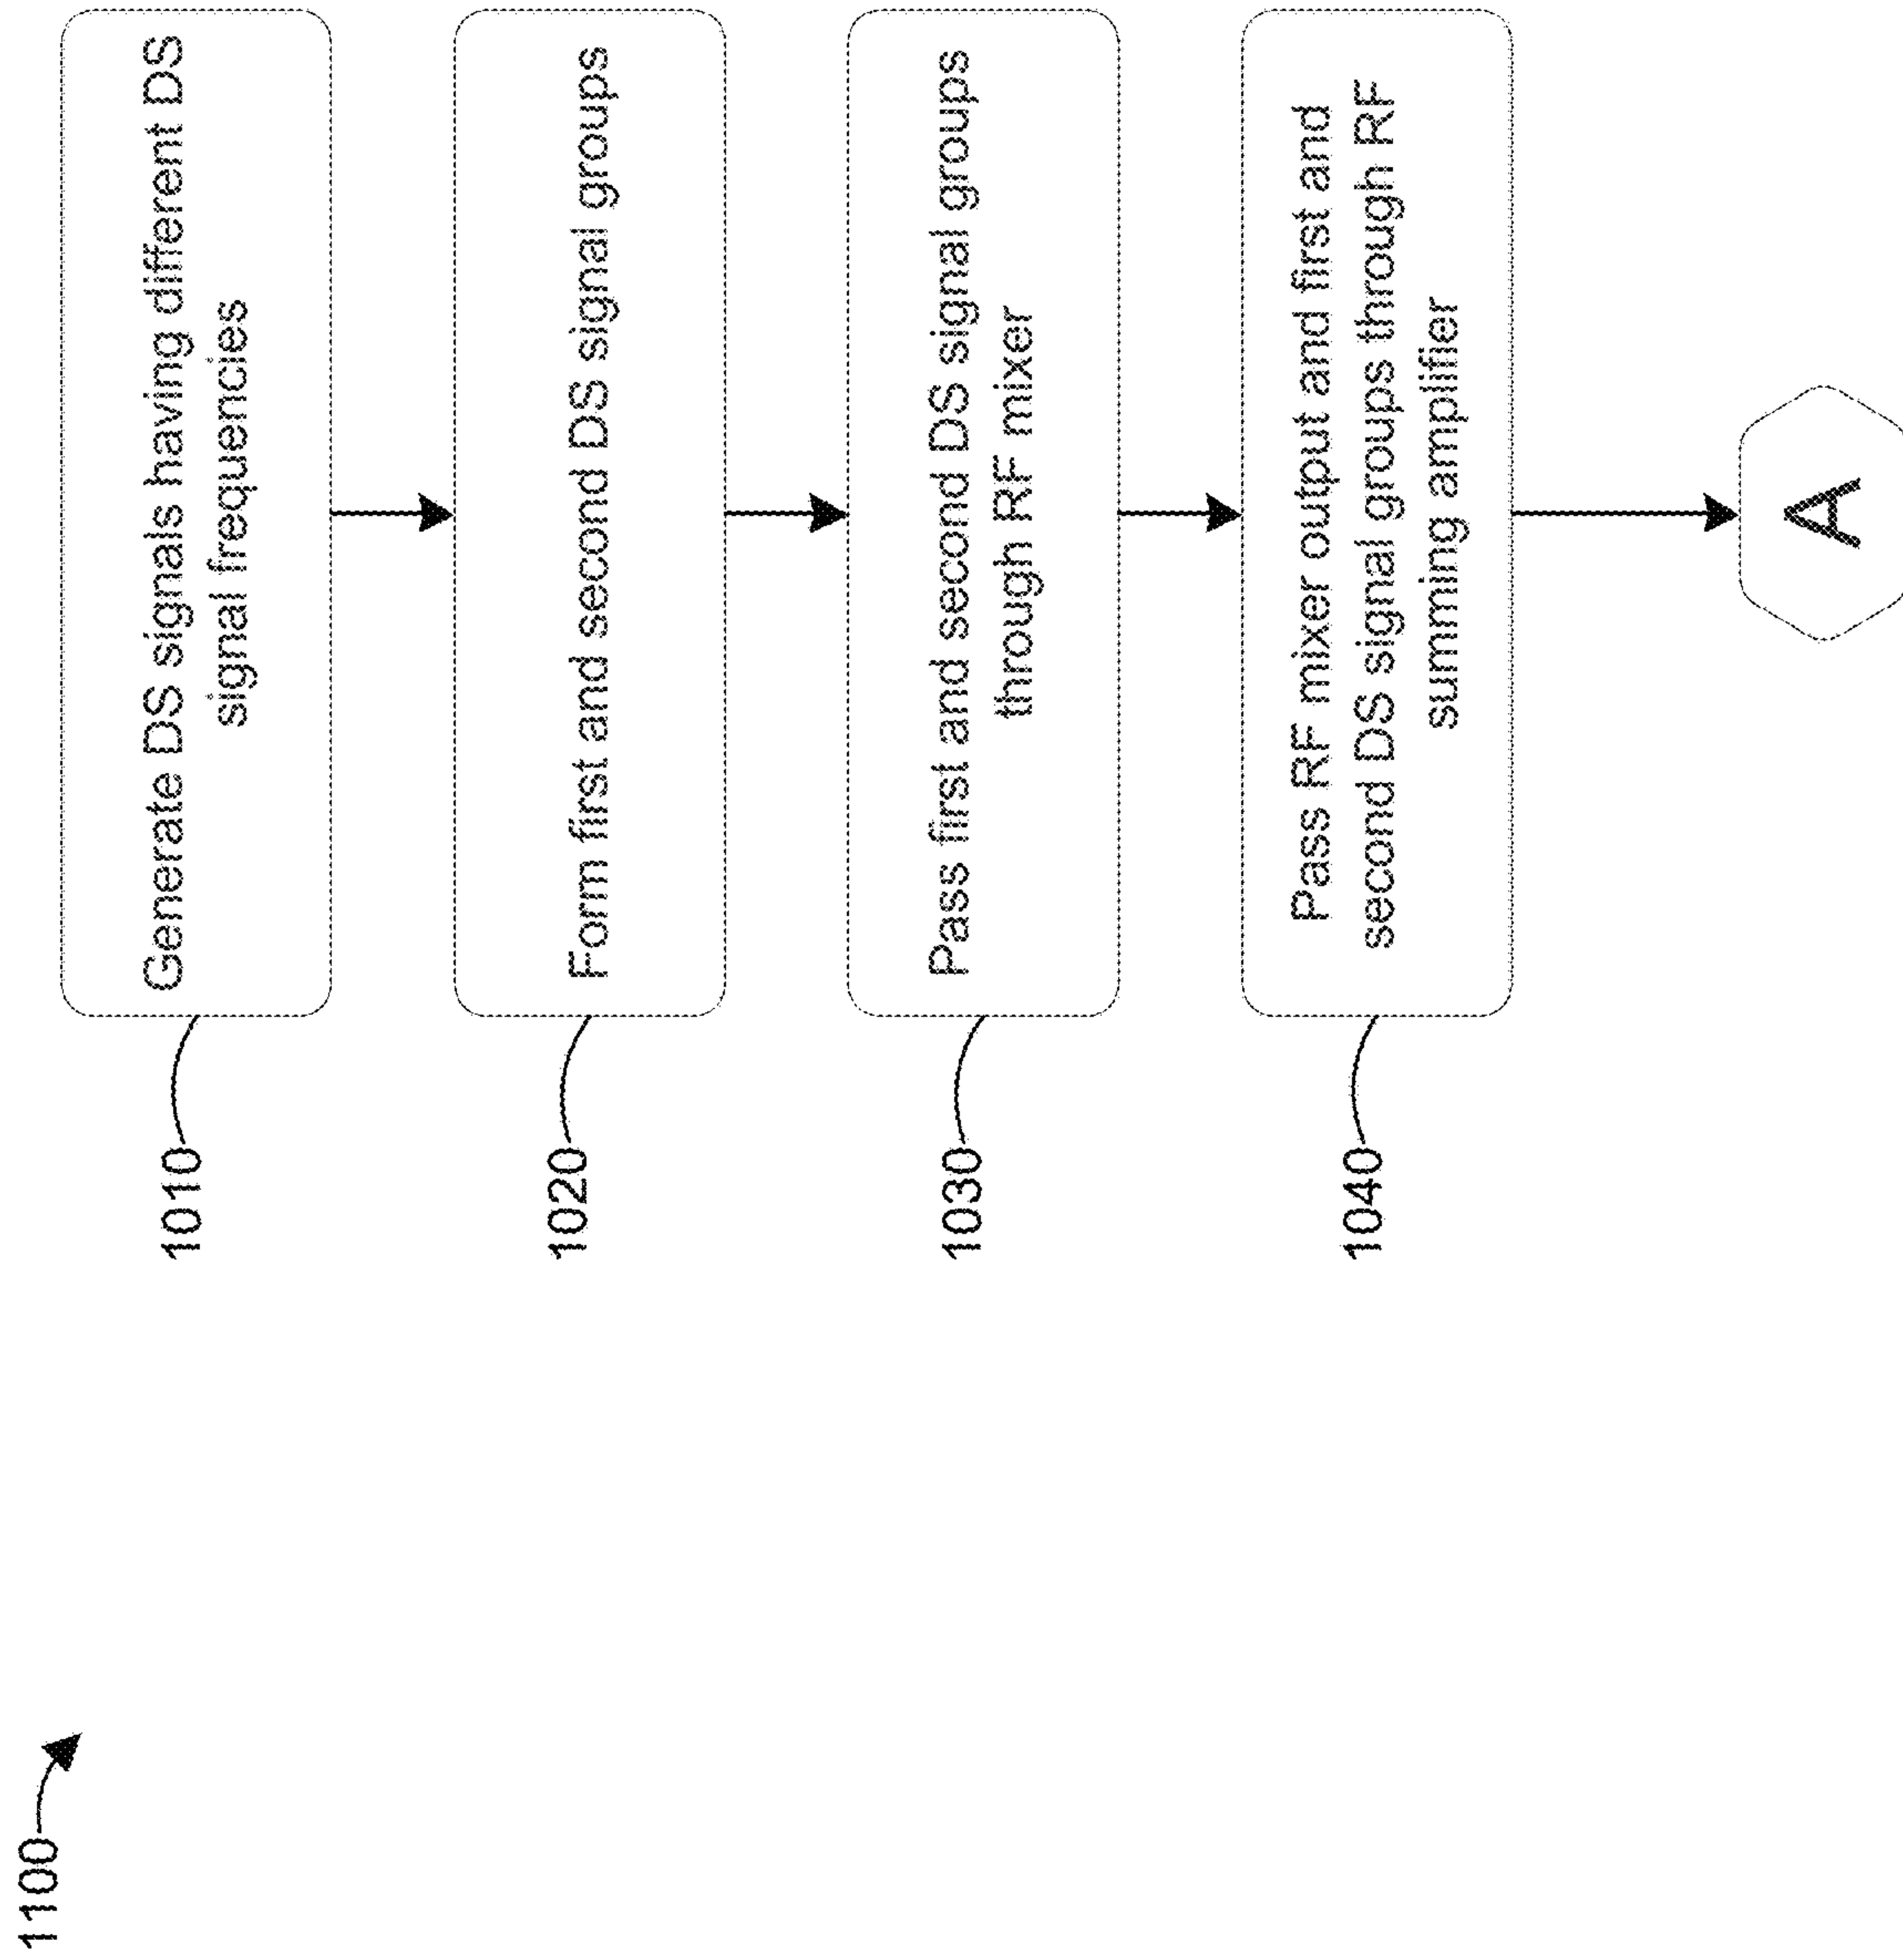 1100
1010
Generate DS signals having different DS
signal frequencies
1020
Form first and second DS signal groups
1030
Pass first and second DS signal groups
through RF mixer
1040
Pass RF mixer output and first and
second DS signal groups through RF
summing amplifier
A